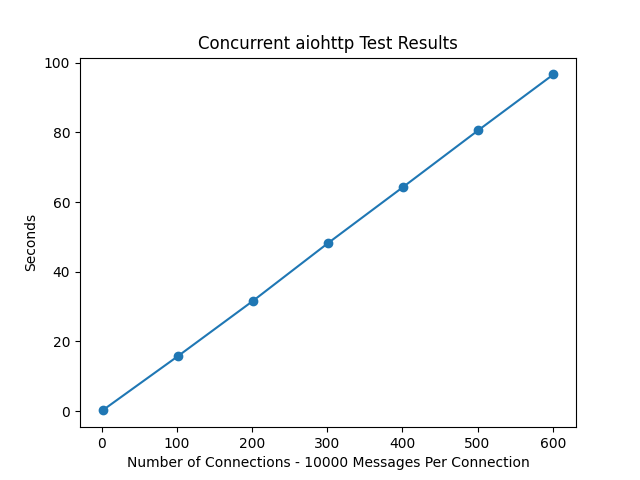 Concurrent aiohttp Test Results
100
80
60
40
20
0
Seconds
0 100 200 300 400 500 600
Number of Connections - 10000 Messages Per Connection